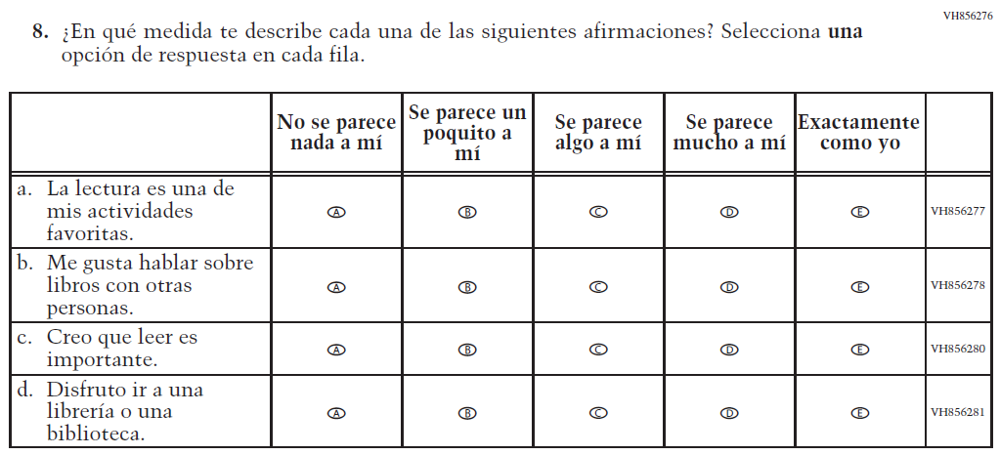 VH856276
8. ¿En qué medida te describe cada una de las siguientes afirmaciones? Selecciona una
opción de respuesta en cada fila.
No se parece
nada a mí
Se parece un
poquito a
mí
Se parece
algo a mí
Se parece
mucho a mí
Exactamente
como yo
a. La lectura es una de
mis actividades
favoritas.
A B C D E VH856277
b. Me gusta hablar sobre
libros con otras
personas.
A B C D E VH856278
c. Creo que leer es
importante.
A B C D E VH856280
d. Disfruto ir a una
librería o una
biblioteca.
A B C D E VH856281